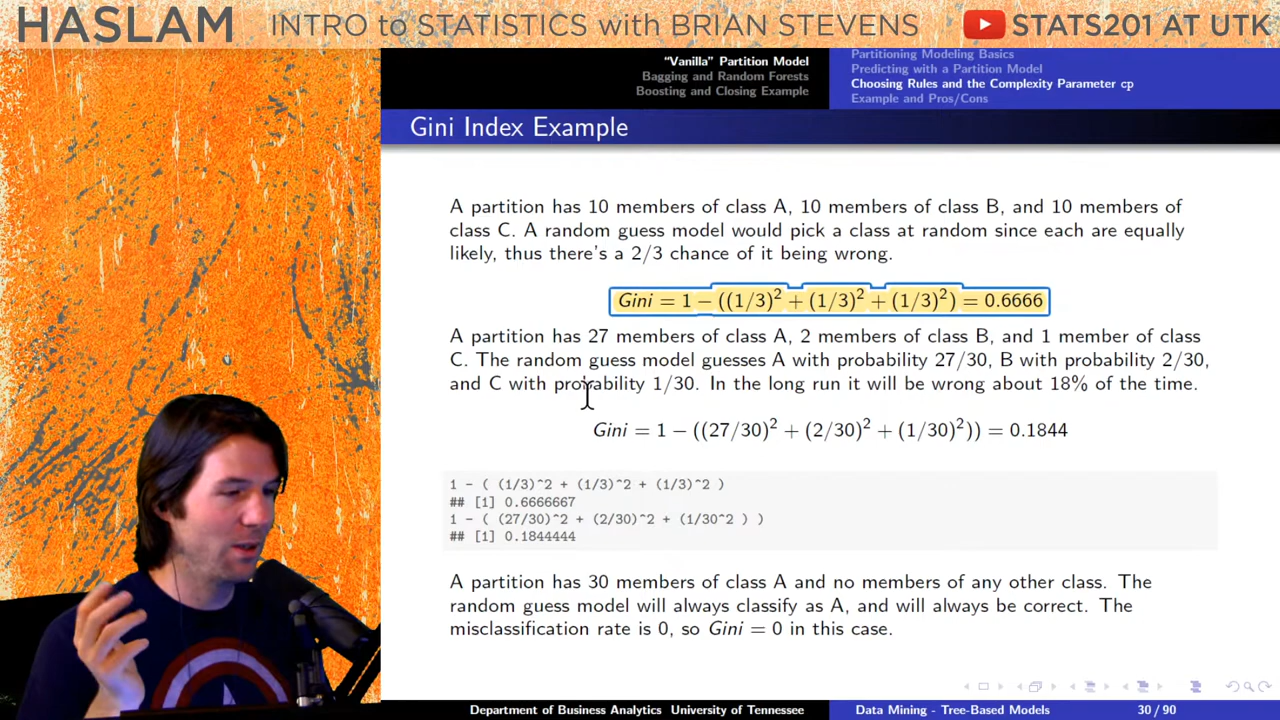 HASLAM INTRO to STATISTICS with BRIAN STEVENS STATS201 AT UTK
"Vanilla" Partition Model
Bagging and Random Forests
Boosting and Closing Example
Partitioning Modeling Basics
Predicting with a Partition Model
Choosing Rules and the Complexity Parameter cp
Example and Pros/Cons
Gini Index Example
A partition has 10 members of class A, 10 members of class B, and 10 members of
class C. A random guess model would pick a class at random since each are equally
likely, thus there's a 2/3 chance of it being wrong.
Gini = 1 − ((1/3)² + (1/3)² + (1/3)²) = 0.6666
A partition has 27 members of class A, 2 members of class B, and 1 member of class
C. The random guess model guesses A with probability 27/30, B with probability 2/30,
and C with probability 1/30. In the long run it will be wrong about 18% of the time.
Gini = 1 − ((27/30)² + (2/30)² + (1/30)²)) = 0.1844
1 - ( (1/3)^2 + (1/3)^2 + (1/3)^2 )
## [1] 0.6666667
1 - ( (27/30)^2 + (2/30)^2 + (1/30^2 ) )
## [1] 0.1844444
A partition has 30 members of class A and no members of any other class. The
random guess model will always classify as A, and will always be correct. The
misclassification rate is 0, so Gini = 0 in this case.
Department of Business Analytics University of Tennessee Data Mining - Tree-Based Models 30 / 90